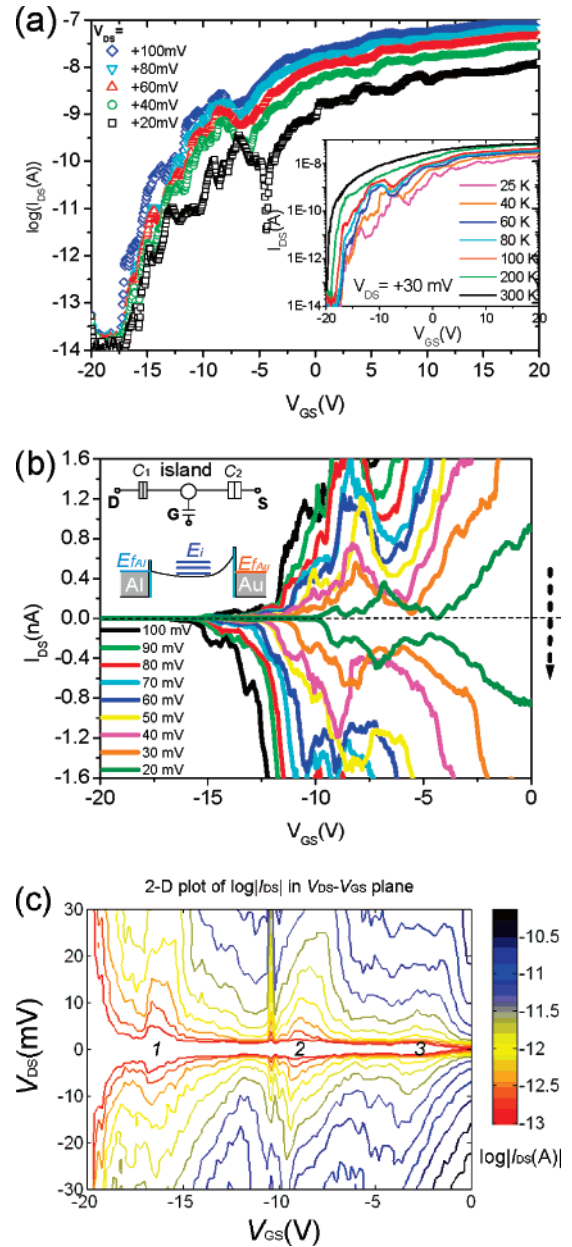 (a)
V_DS=
+100mV
+80mV
+60mV
+40mV
+20mV
log(I_DS(A))
-7
-8
-9
-10
-11
-12
-13
-14
-20 -15 -10 -5 0 5 10 15 20
V_GS(V)
I_DS(A)
1E-8
1E-10
1E-12
1E-14
25 K
40 K
60 K
80 K
100 K
200 K
300 K
V_DS= +30 mV
-20 -10 0 10 20
V_GS(V)
(b)
C1 island C2
D S
G
Ef_Al Ei Ef_Au
Al Au
I_DS(nA)
1.6
1.2
0.8
0.4
0.0
-0.4
-0.8
1.2
1.6
100 mV
90 mV
80 mV
70 mV
60 mV
50 mV
40 mV
30 mV
20 mV
-20 -15 -10 -5 0
V_GS(V)
(c)
2-D plot of log|I_DS| in V_DS-V_GS plane
V_DS(mV)
30
20
10
0
-10
-20
-30
1 2 3
-20 -15 -10 -5 0
V_GS(V)
-10.5
-11
-11.5
-12
-12.5
-13
log|I_DS(A)|